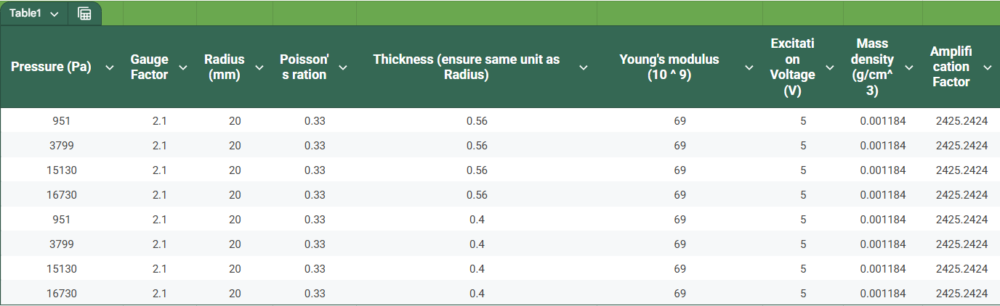 Table1
Pressure (Pa) Gauge Factor Radius (mm) Poisson's ration Thickness (ensure same unit as Radius) Young's modulus (10 ^ 9) Excitation Voltage (V) Mass density (g/cm^3) Amplification Factor
951 2.1 20 0.33 0.56 69 5 0.001184 2425.2424
3799 2.1 20 0.33 0.56 69 5 0.001184 2425.2424
15130 2.1 20 0.33 0.56 69 5 0.001184 2425.2424
16730 2.1 20 0.33 0.56 69 5 0.001184 2425.2424
951 2.1 20 0.33 0.4 69 5 0.001184 2425.2424
3799 2.1 20 0.33 0.4 69 5 0.001184 2425.2424
15130 2.1 20 0.33 0.4 69 5 0.001184 2425.2424
16730 2.1 20 0.33 0.4 69 5 0.001184 2425.2424